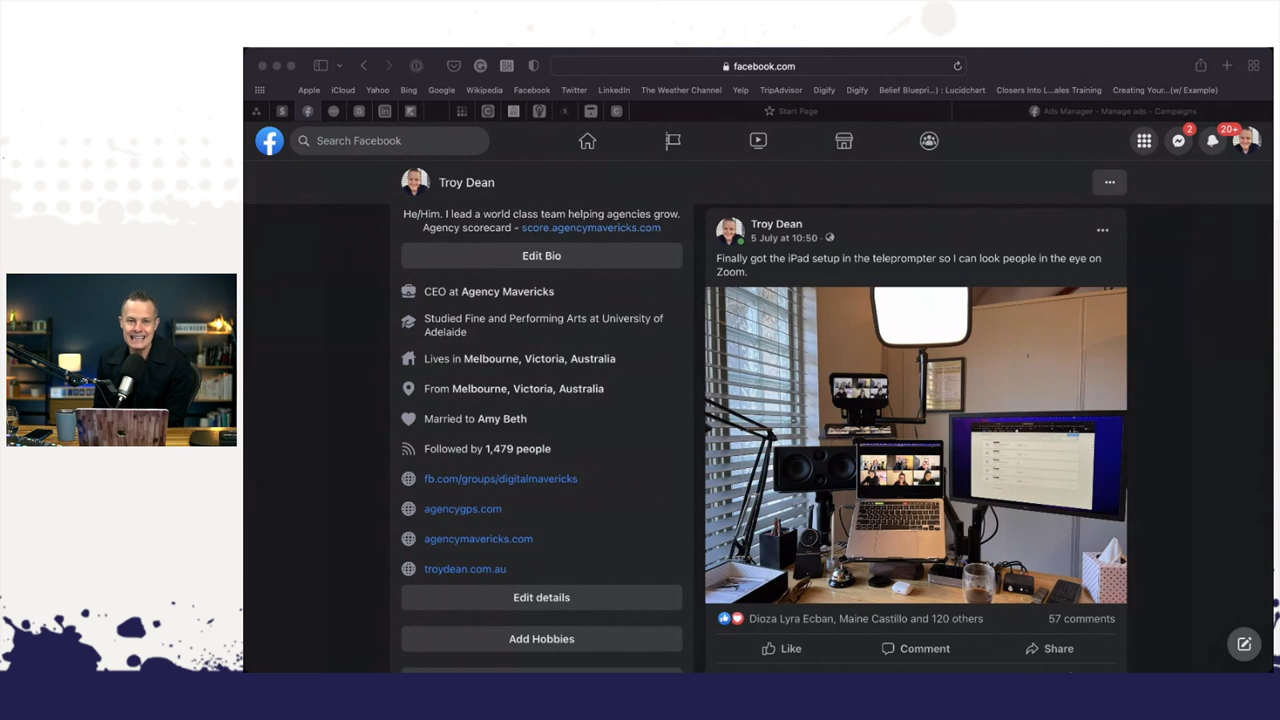 facebook.com
Apple iCloud Yahoo Bing Google Wikipedia Facebook Twitter LinkedIn The Weather Channel Yelp TripAdvisor Digify Digify Belief Bluepri...) : Lucidchart Closers Into L...ales Training Creating Your...(w/ Example)
Start Page
Ads Manager - Manage ads - Campaigns
Search Facebook
2
20+
Troy Dean
He/Him. I lead a world class team helping agencies grow.
Agency scorecard - score.agencymavericks.com
Edit Bio
CEO at Agency Mavericks
Studied Fine and Performing Arts at University of
Adelaide
Lives in Melbourne, Victoria, Australia
From Melbourne, Victoria, Australia
Married to Amy Beth
Followed by 1,479 people
fb.com/groups/digitalmavericks
agencygps.com
agencymavericks.com
troydean.com.au
Edit details
Add Hobbies
Troy Dean
5 July at 10:50 ·
Finally got the iPad setup in the teleprompter so I can look people in the eye on
Zoom.
Dioza Lyra Ecban, Maine Castillo and 120 others
57 comments
Like Comment Share